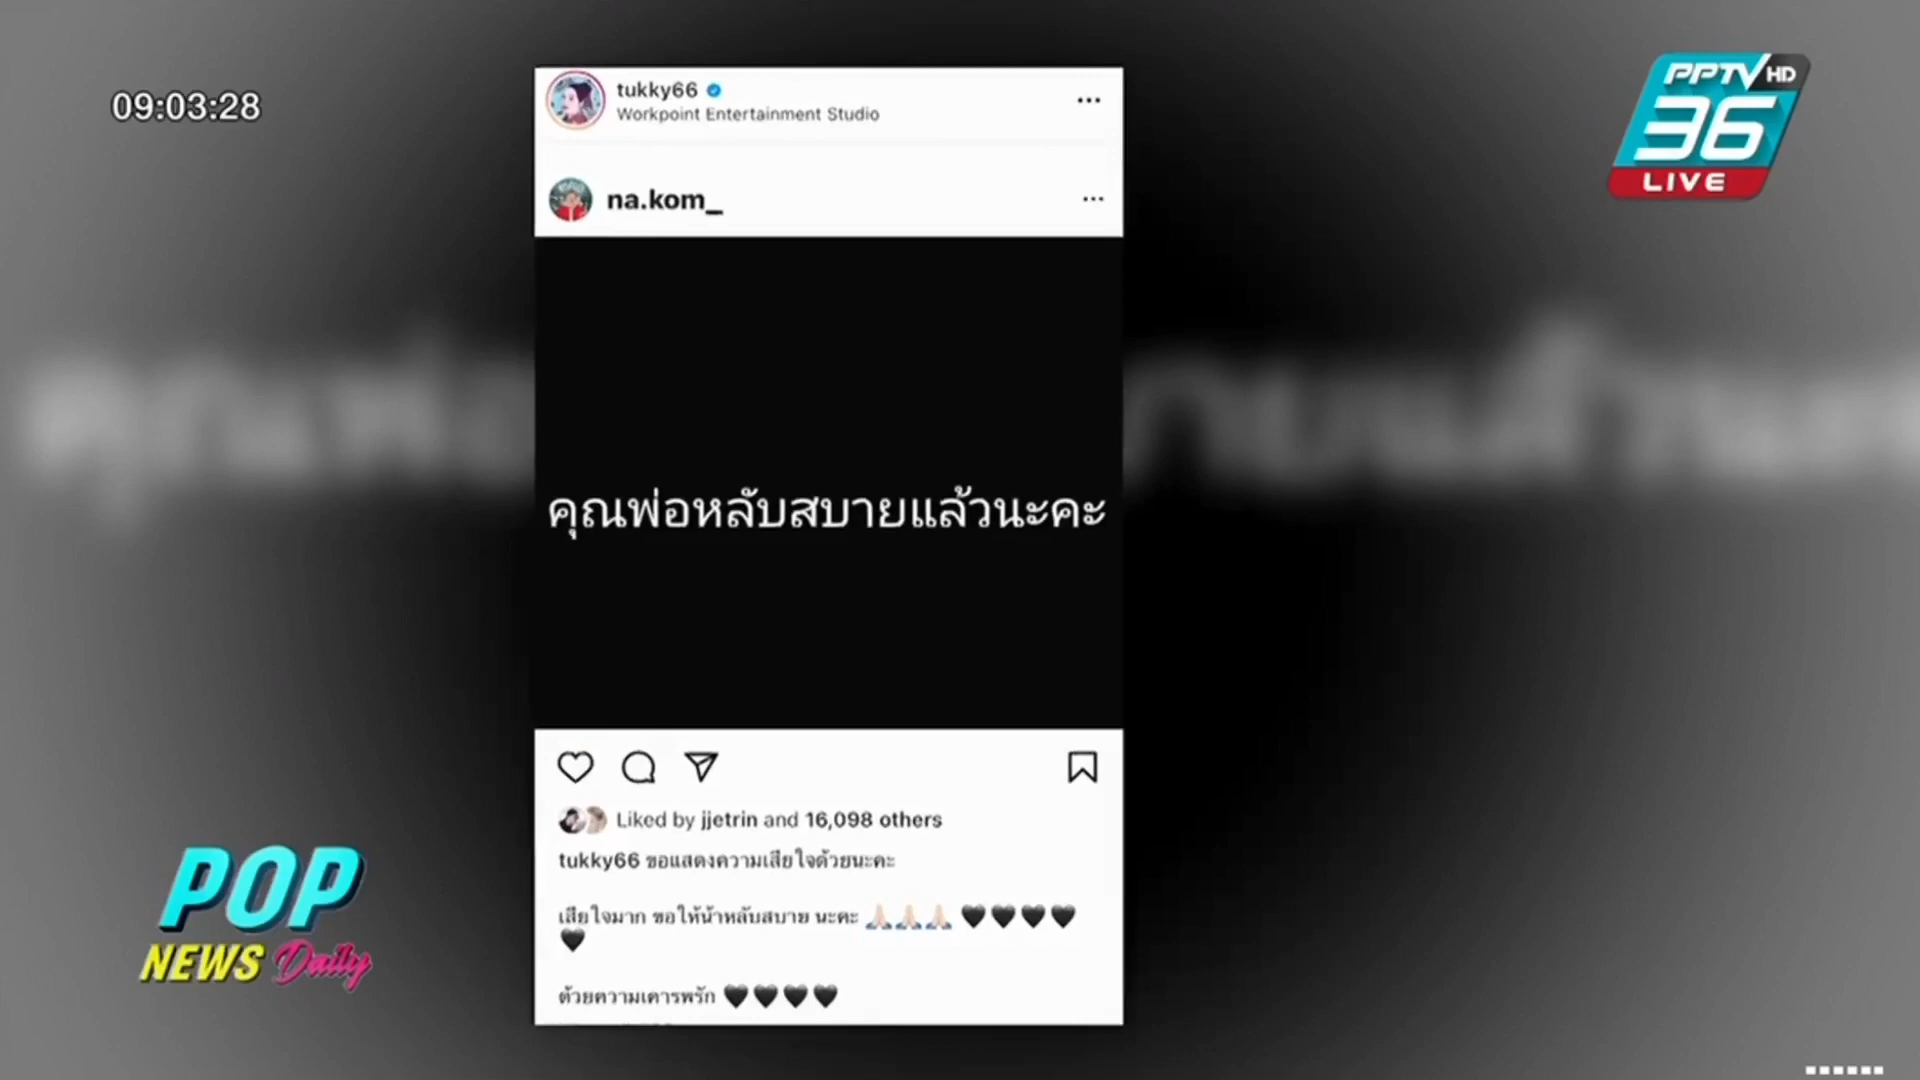 09:03:28
PPTV HD
36
LIVE
tukky66
Workpoint Entertainment Studio
na.kom_
คุณพ่อหลับสบายแล้วนะคะ
Liked by jjetrin and 16,098 others
tukky66 ขอแสดงความเสียใจด้วยนะคะ
เสียใจมาก ขอให้น้าหลับสบาย นะคะ 🙏🏻🙏🏻🙏🏻 🖤🖤🖤🖤
🖤
ด้วยความเคารพรัก 🖤🖤🖤🖤
POP
NEWS Daily